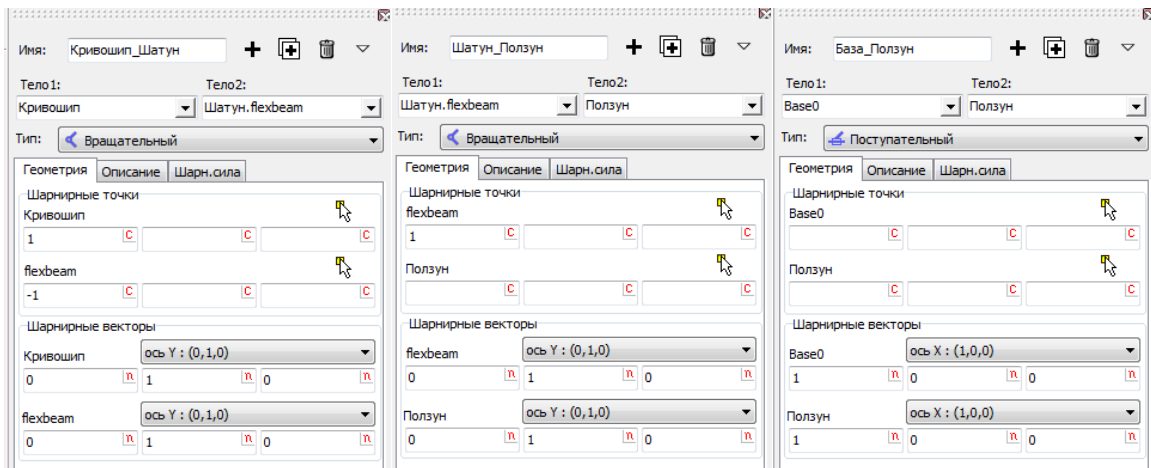 Имя: Кривошип_Шатун
Тело1: Тело2:
Кривошип Шатун.flexbeam
Тип: Вращательный
Геометрия Описание Шарн.сила
Шарнирные точки
Кривошип
1 C C C
flexbeam
-1 C C C
Шарнирные векторы
Кривошип ось Y : (0,1,0)
0 n 1 n 0 n
flexbeam ось Y : (0,1,0)
0 n 1 n 0 n
Имя: Шатун_Ползун
Тело1: Тело2:
Шатун.flexbeam Ползун
Тип: Вращательный
Геометрия Описание Шарн.сила
Шарнирные точки
flexbeam
1 C C C
Ползун
C C C
Шарнирные векторы
flexbeam ось Y : (0,1,0)
0 n 1 n 0 n
Ползун ось Y : (0,1,0)
0 n 1 n 0 n
Имя: База_Ползун
Тело1: Тело2:
Base0 Ползун
Тип: Поступательный
Геометрия Описание Шарн.сила
Шарнирные точки
Base0
C C C
Ползун
C C C
Шарнирные векторы
Base0 ось X : (1,0,0)
1 n 0 n 0 n
Ползун ось X : (1,0,0)
1 n 0 n 0 n